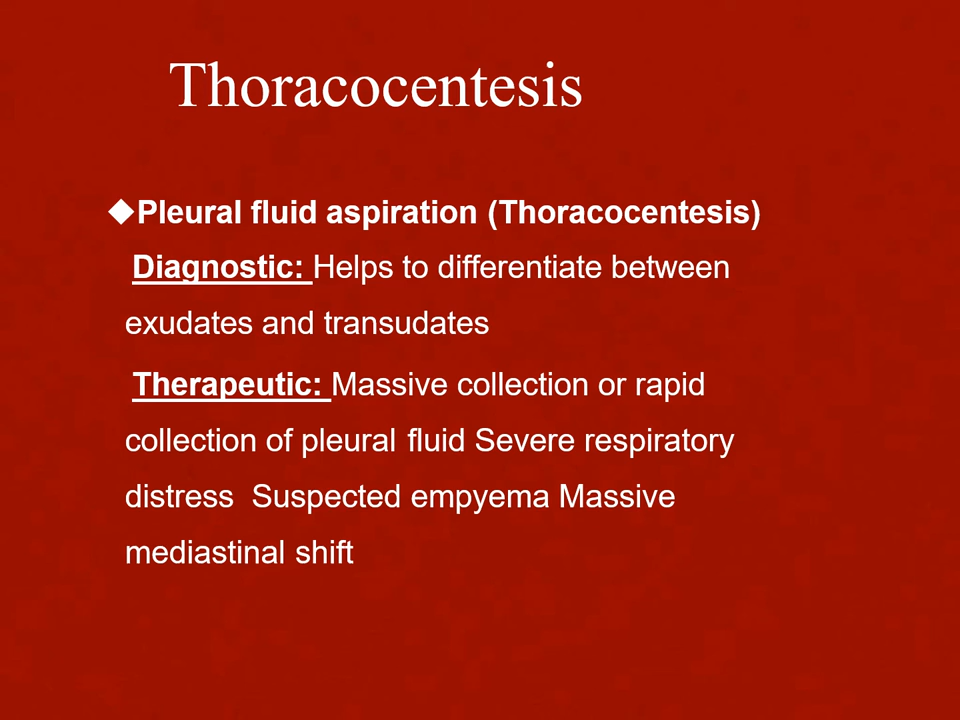 Thoracocentesis
◆Pleural fluid aspiration (Thoracocentesis)
Diagnostic: Helps to differentiate between
exudates and transudates
Therapeutic: Massive collection or rapid
collection of pleural fluid Severe respiratory
distress  Suspected empyema Massive
mediastinal shift